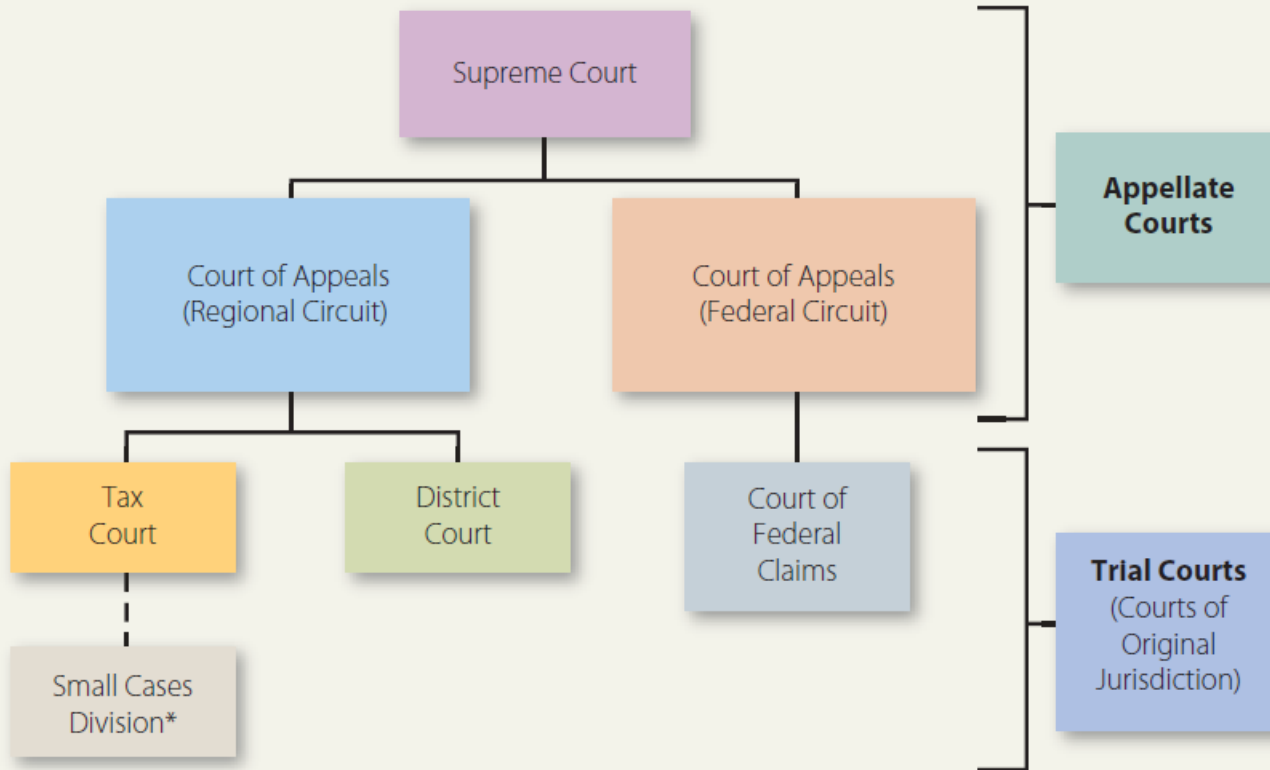 Supreme Court
Appellate
Courts
Court of Appeals
(Regional Circuit)
Court of Appeals
(Federal Circuit)
Tax
Court
District
Court
Court of
Federal
Claims
Trial Courts
(Courts of
Original
Jurisdiction)
Small Cases
Division*